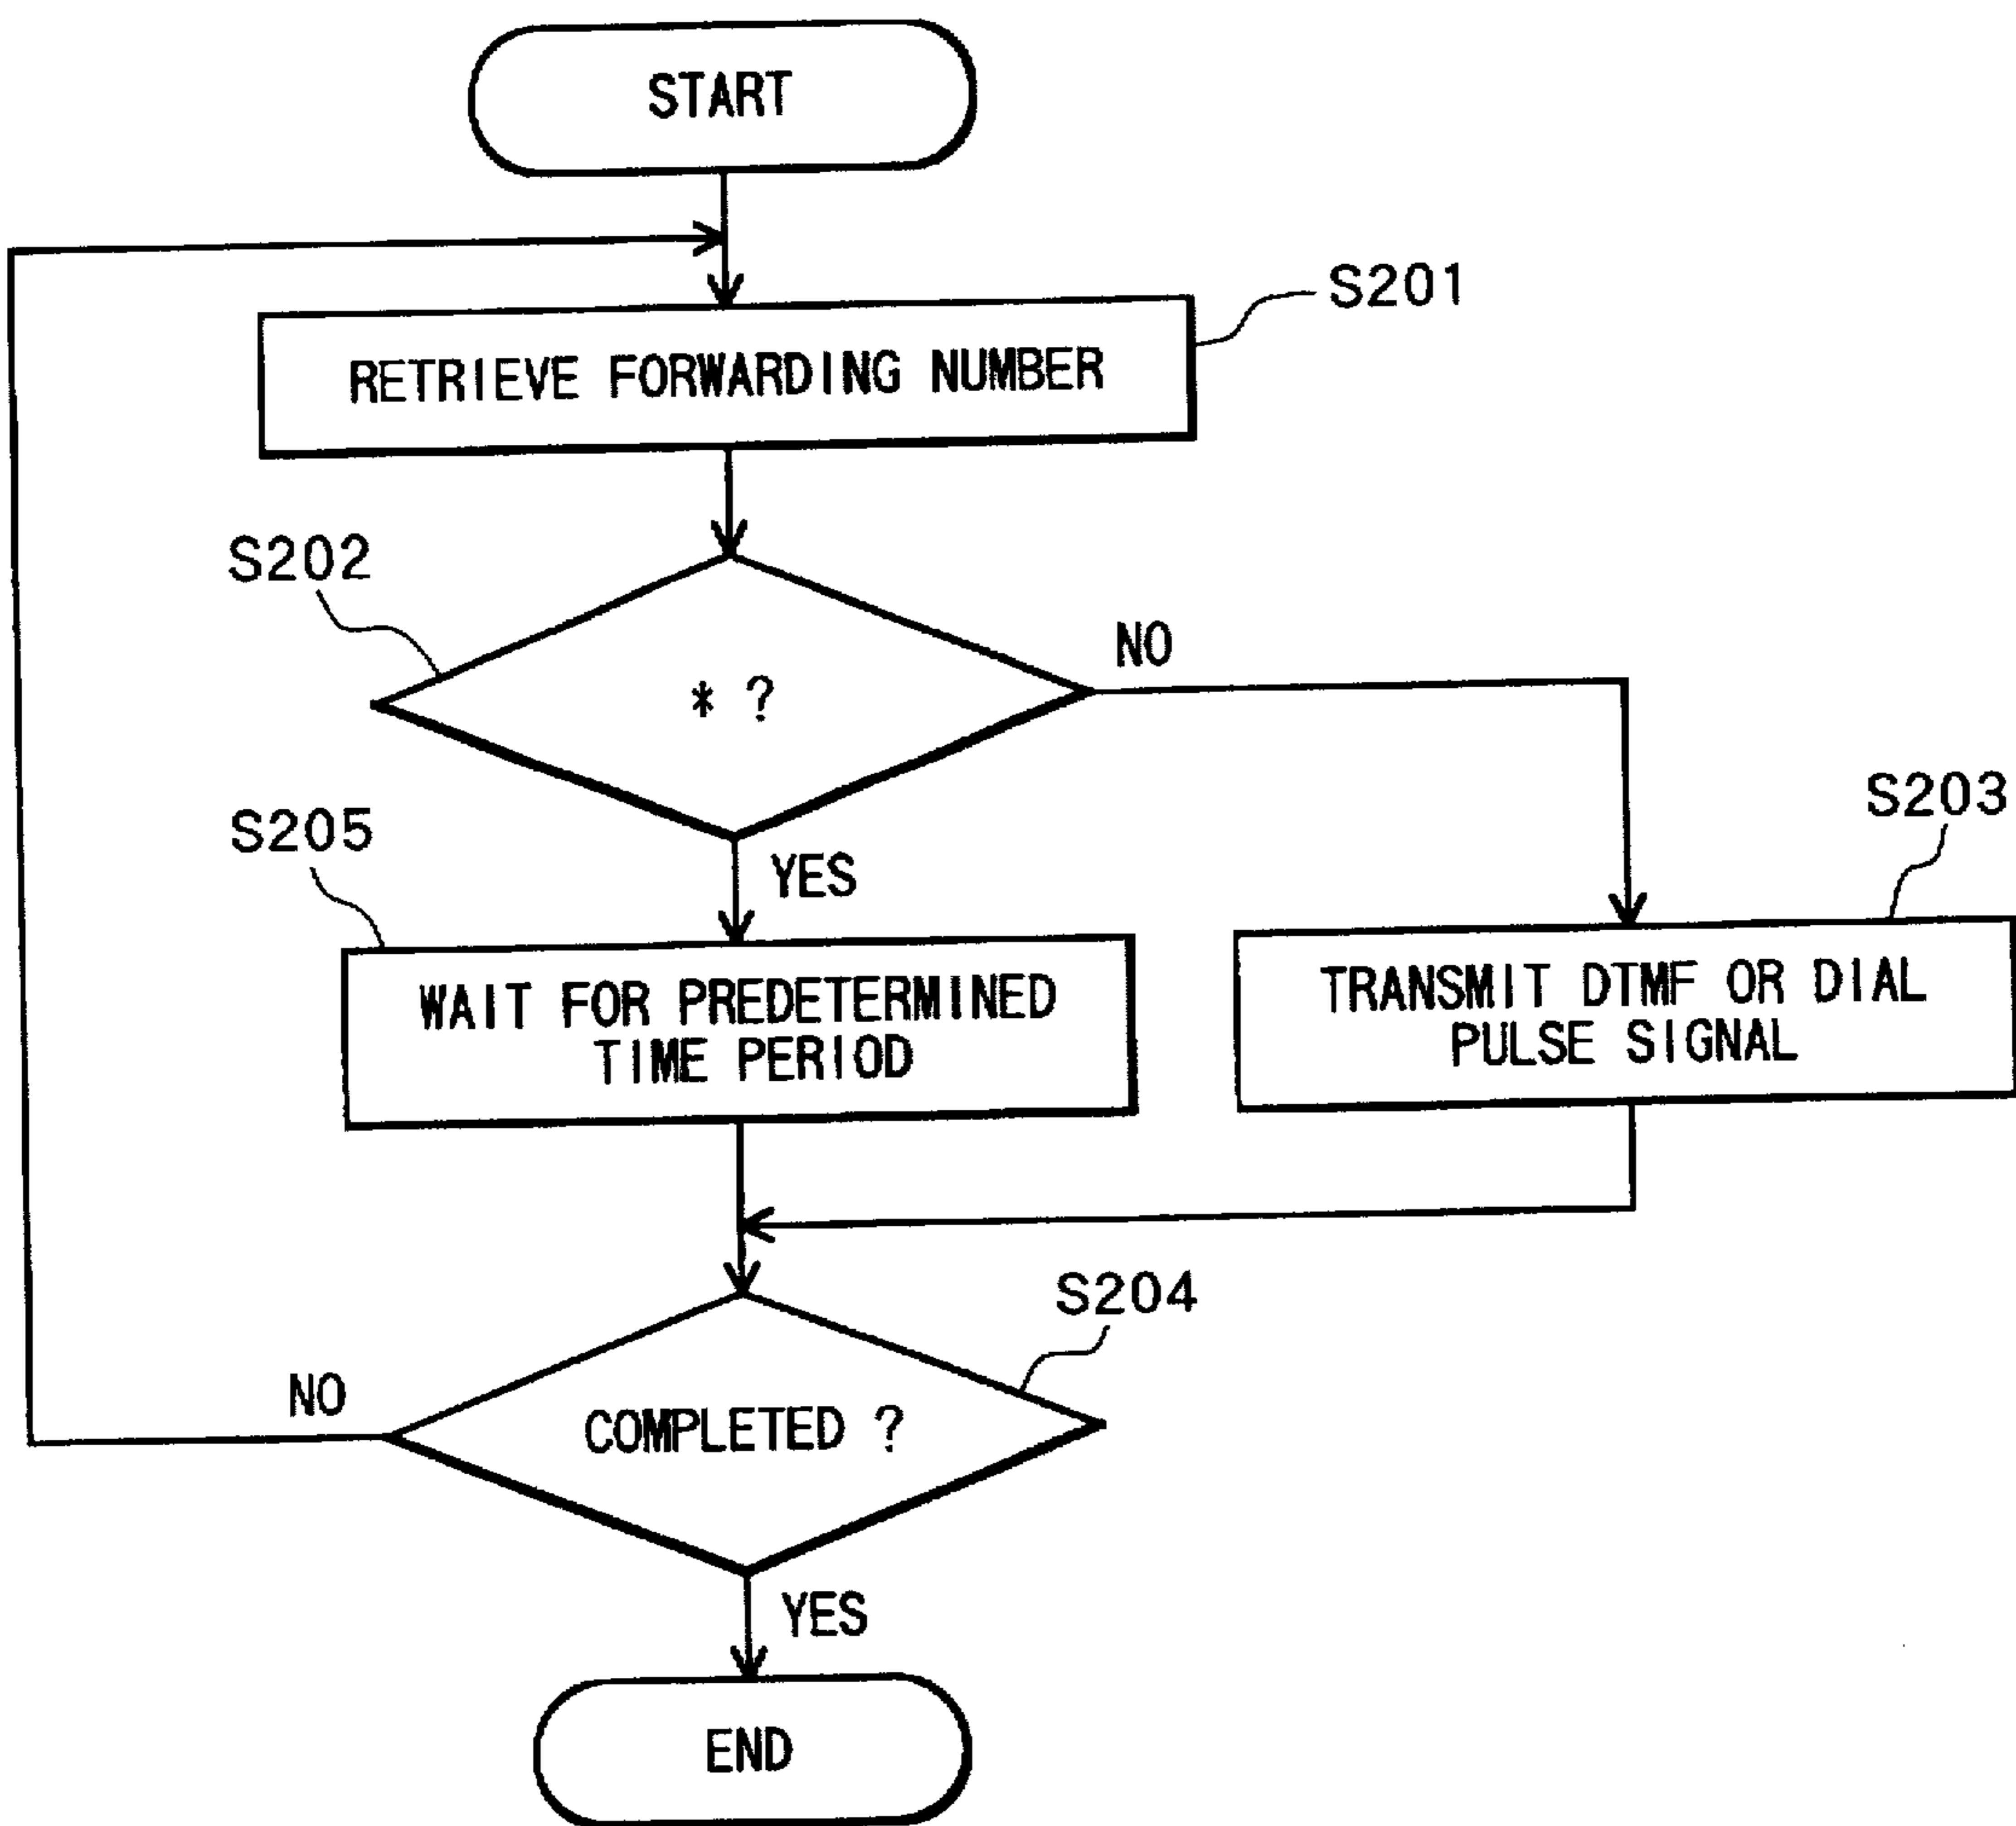 START
S201
RETRIEVE FORWARDING NUMBER
S202
* ?
NO
S205
YES
S203
WAIT FOR PREDETERMINED
TIME PERIOD
TRANSMIT DTMF OR DIAL
PULSE SIGNAL
S204
NO
COMPLETED ?
YES
END